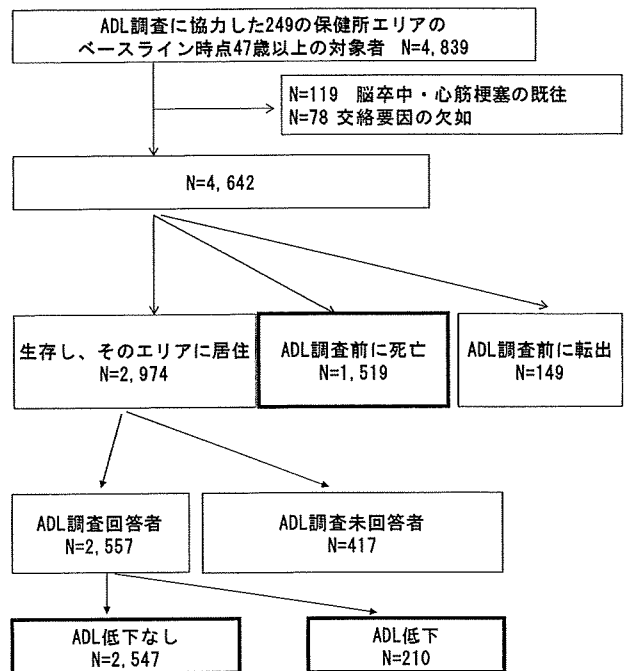 ADL調査に協力した249の保健所エリアの
ベースライン時点47歳以上の対象者 N=4,839
N=119 脳卒中・心筋梗塞の既往
N=78 交絡要因の欠如
N=4,642
生存し、そのエリアに居住
N=2,974
ADL調査前に死亡
N=1,519
ADL調査前に転出
N=149
ADL調査回答者
N=2,557
ADL調査未回答者
N=417
ADL低下なし
N=2,547
ADL低下
N=210